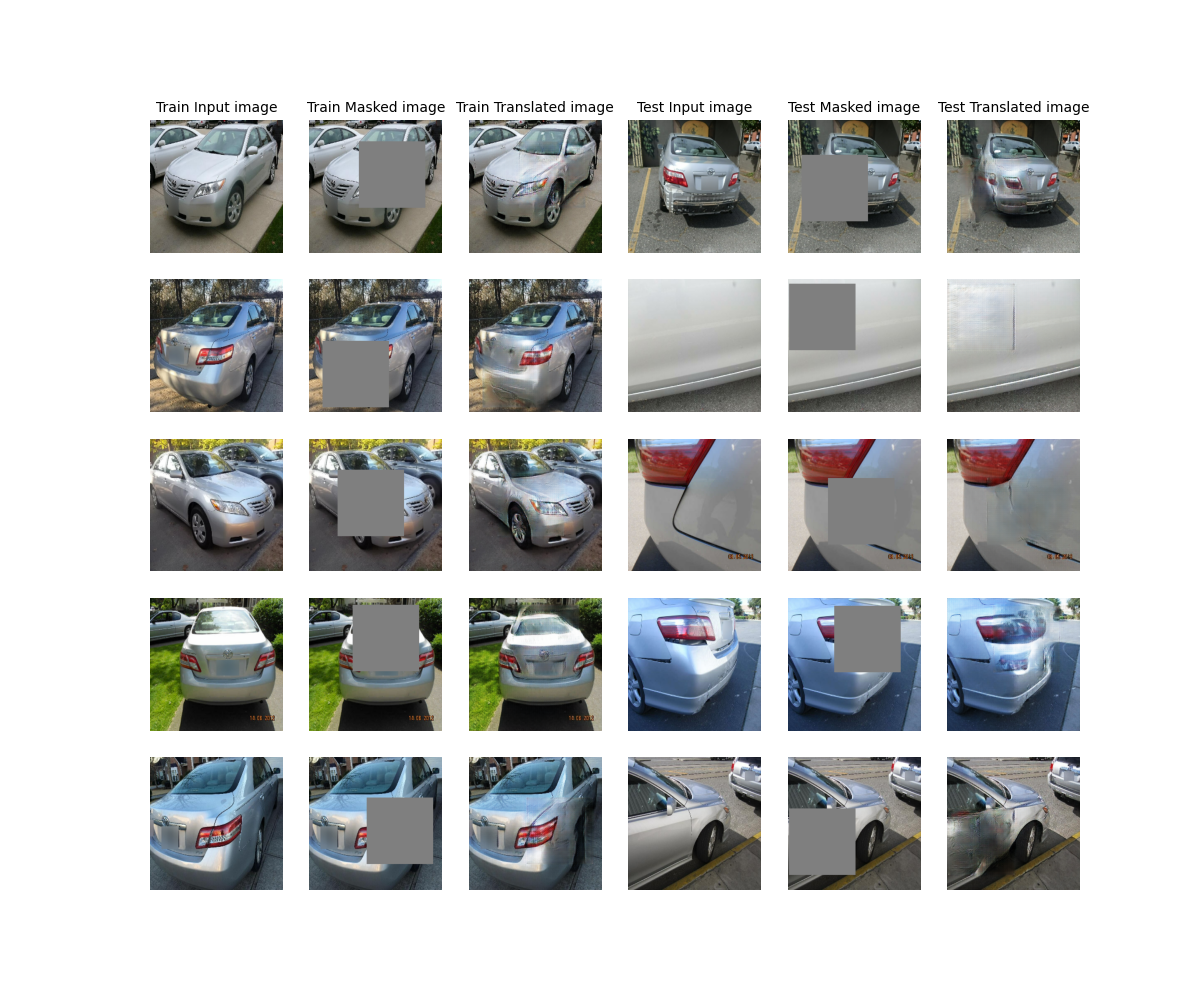 Train Input image
Train Masked image
Train Translated image
Test Input image
Test Masked image
Test Translated image